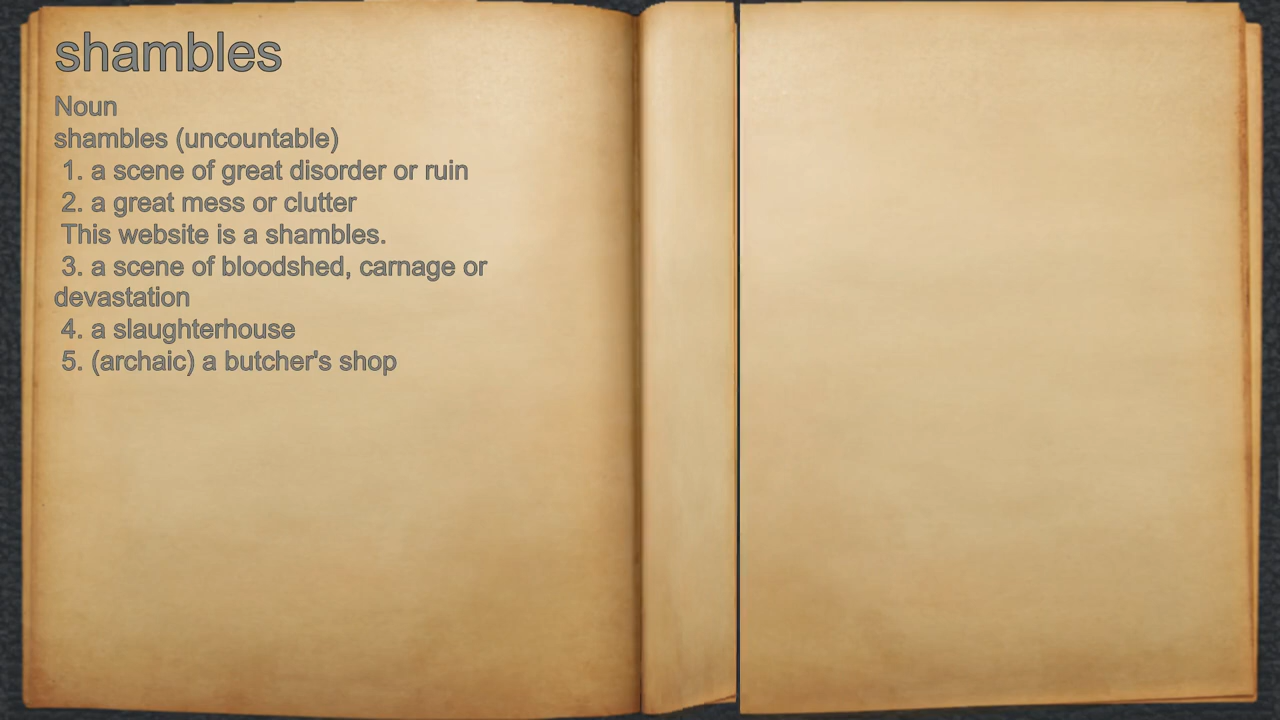 shambles
Noun
shambles (uncountable)
1. a scene of great disorder or ruin
2. a great mess or clutter
This website is a shambles.
3. a scene of bloodshed, carnage or
devastation
4. a slaughterhouse
5. (archaic) a butcher's shop